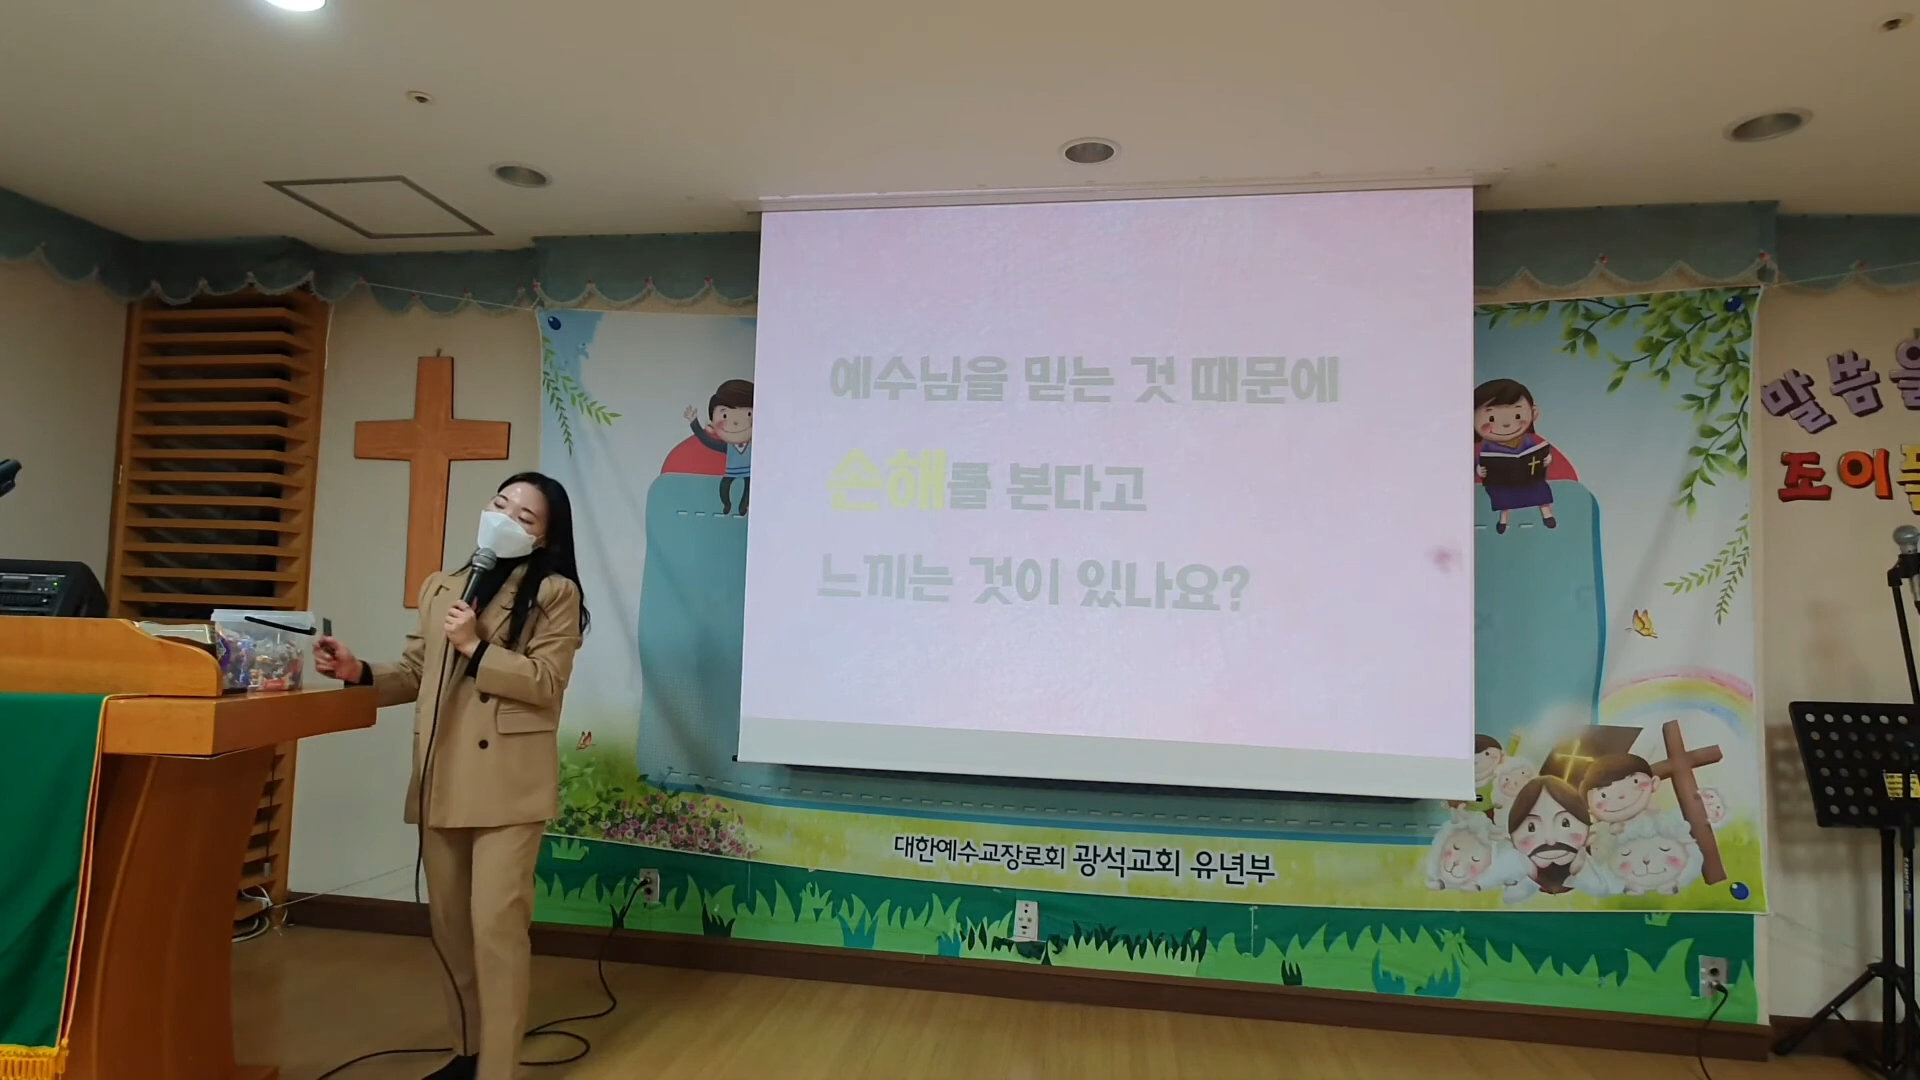 예수님을 믿는 것 때문에
손해를 본다고
느끼는 것이 있나요?
말씀을
조이
대한예수교장로회 광석교회 유년부